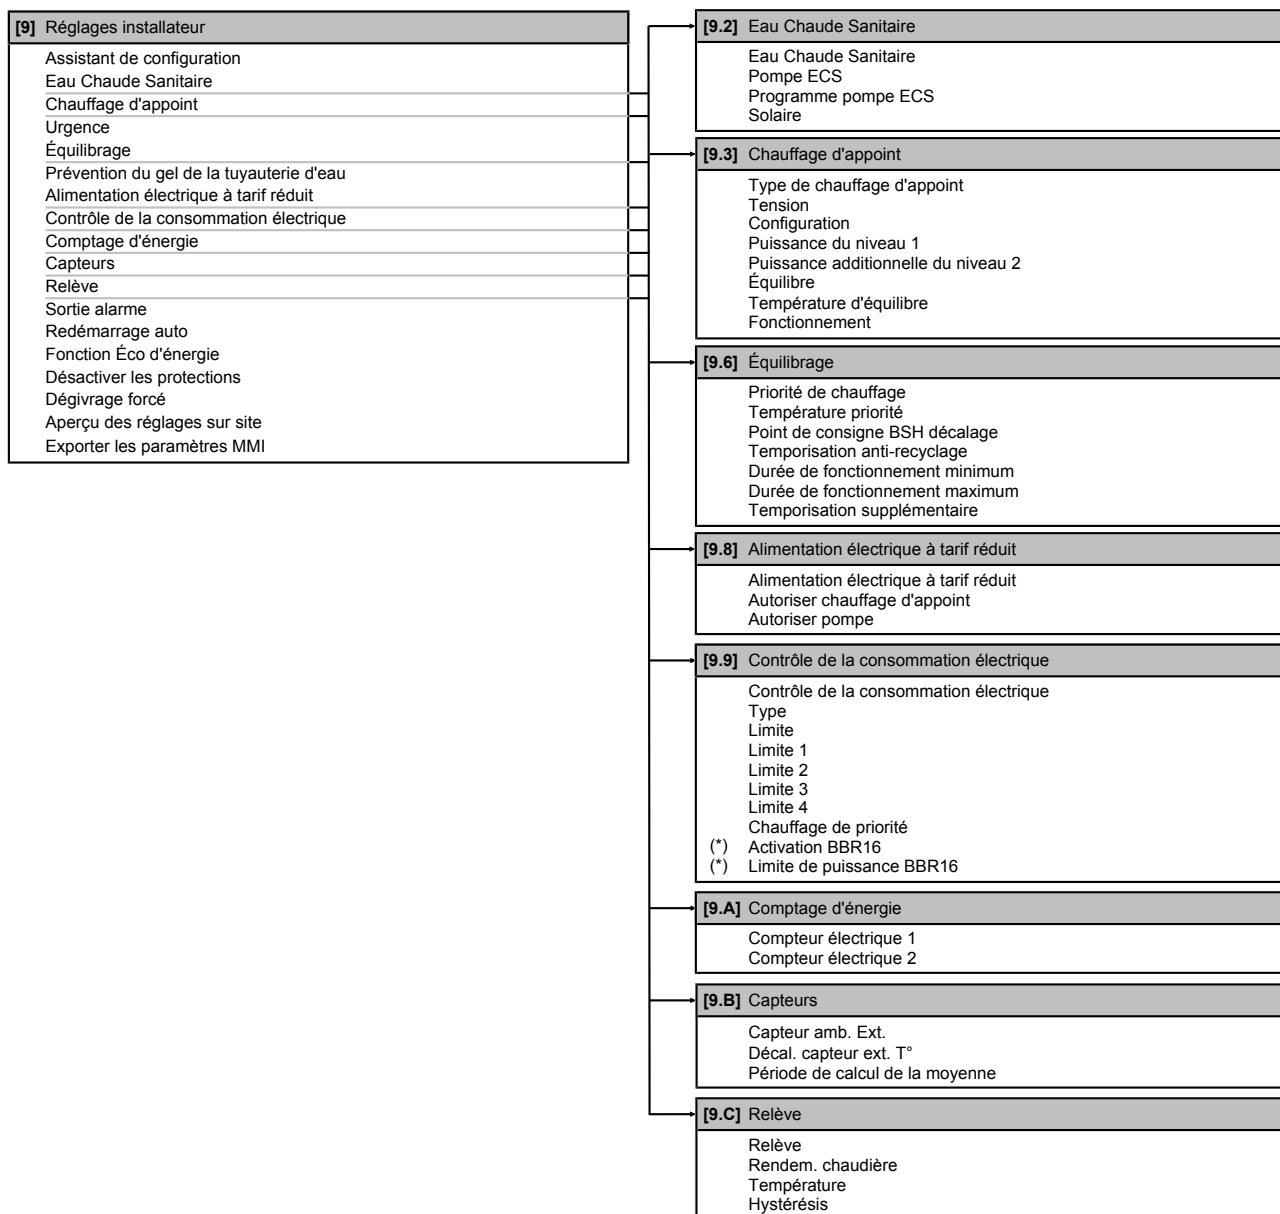 [9] Réglages installateur
Assistant de configuration
Eau Chaude Sanitaire
Chauffage d'appoint
Urgence
Équilibrage
Prévention du gel de la tuyauterie d'eau
Alimentation électrique à tarif réduit
Contrôle de la consommation électrique
Comptage d'énergie
Capteurs
Relève
Sortie alarme
Redémarrage auto
Fonction Éco d'énergie
Désactiver les protections
Dégivrage forcé
Aperçu des réglages sur site
Exporter les paramètres MMI
[9.2] Eau Chaude Sanitaire
Eau Chaude Sanitaire
Pompe ECS
Programme pompe ECS
Solaire
[9.3] Chauffage d'appoint
Type de chauffage d'appoint
Tension
Configuration
Puissance du niveau 1
Puissance additionnelle du niveau 2
Équilibre
Température d'équilibre
Fonctionnement
[9.6] Équilibrage
Priorité de chauffage
Température priorité
Point de consigne BSH décalage
Temporisation anti-recyclage
Durée de fonctionnement minimum
Durée de fonctionnement maximum
Temporisation supplémentaire
[9.8] Alimentation électrique à tarif réduit
Alimentation électrique à tarif réduit
Autoriser chauffage d'appoint
Autoriser pompe
[9.9] Contrôle de la consommation électrique
Contrôle de la consommation électrique
Type
Limite
Limite 1
Limite 2
Limite 3
Limite 4
Chauffage de priorité
(*) Activation BBR16
(*) Limite de puissance BBR16
[9.A] Comptage d'énergie
Compteur électrique 1
Compteur électrique 2
[9.B] Capteurs
Capteur amb. Ext.
Décal. capteur ext. T°
Période de calcul de la moyenne
[9.C] Relève
Relève
Rendem. chaudière
Température
Hystérésis